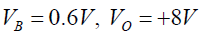 V_B = 0.6V, V_O = +8V